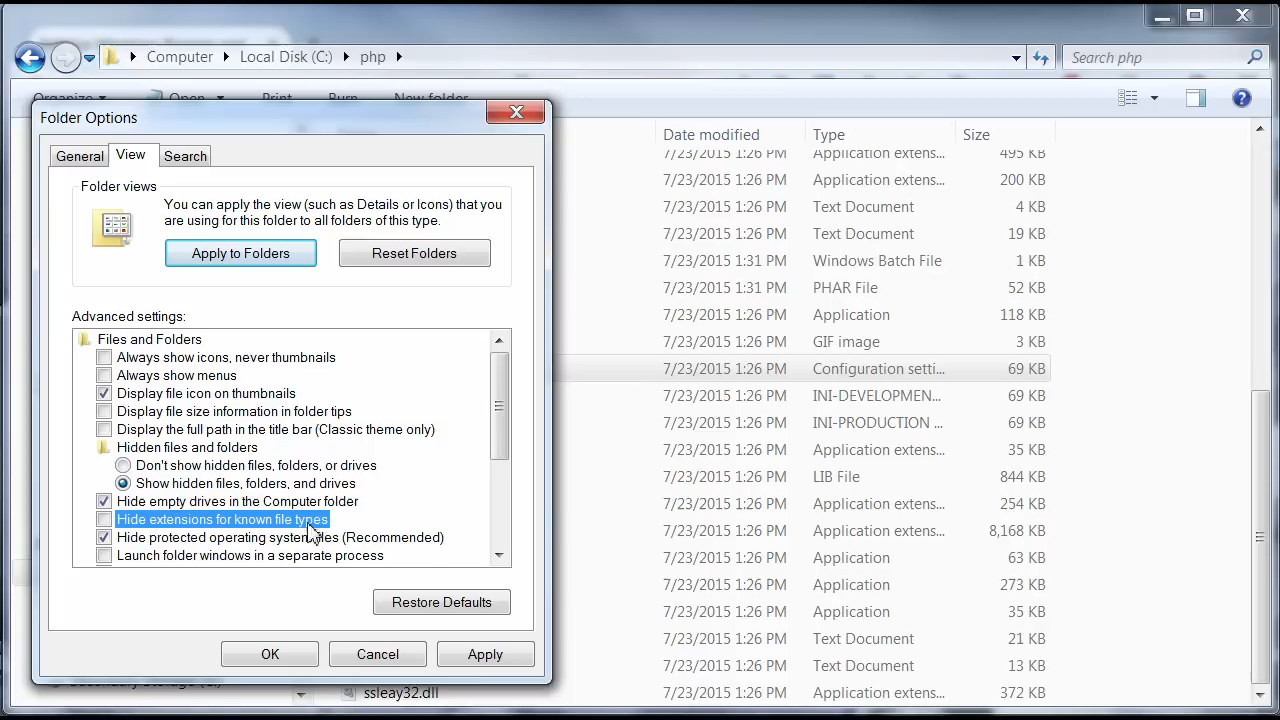 Computer Local Disk (C:) php
Search php
Organize Open Print Burn New folder
Folder Options
General View Search
Folder views
You can apply the view (such as Details or Icons) that you
are using for this folder to all folders of this type.
Apply to Folders Reset Folders
Advanced settings:
Files and Folders
Always show icons, never thumbnails
Always show menus
Display file icon on thumbnails
Display file size information in folder tips
Display the full path in the title bar (Classic theme only)
Hidden files and folders
Don't show hidden files, folders, or drives
Show hidden files, folders, and drives
Hide empty drives in the Computer folder
Hide extensions for known file types
Hide protected operating system files (Recommended)
Launch folder windows in a separate process
Restore Defaults
OK Cancel Apply
Date modified Type Size
7/23/2015 1:26 PM Application extens... 495 KB
7/23/2015 1:26 PM Application extens... 200 KB
7/23/2015 1:26 PM Text Document 4 KB
7/23/2015 1:26 PM Text Document 19 KB
7/23/2015 1:31 PM Windows Batch File 1 KB
7/23/2015 1:31 PM PHAR File 52 KB
7/23/2015 1:26 PM Application 118 KB
7/23/2015 1:26 PM GIF image 3 KB
7/23/2015 1:26 PM Configuration setti... 69 KB
7/23/2015 1:26 PM INI-DEVELOPMEN... 69 KB
7/23/2015 1:26 PM INI-PRODUCTION ... 69 KB
7/23/2015 1:26 PM Application extens... 35 KB
7/23/2015 1:26 PM LIB File 844 KB
7/23/2015 1:26 PM Application extens... 254 KB
7/23/2015 1:26 PM Application extens... 8,168 KB
7/23/2015 1:26 PM Application 63 KB
7/23/2015 1:26 PM Application 273 KB
7/23/2015 1:26 PM Application 35 KB
7/23/2015 1:26 PM Text Document 21 KB
7/23/2015 1:26 PM Text Document 13 KB
ssleay32.dll 7/23/2015 1:26 PM Application extens... 372 KB